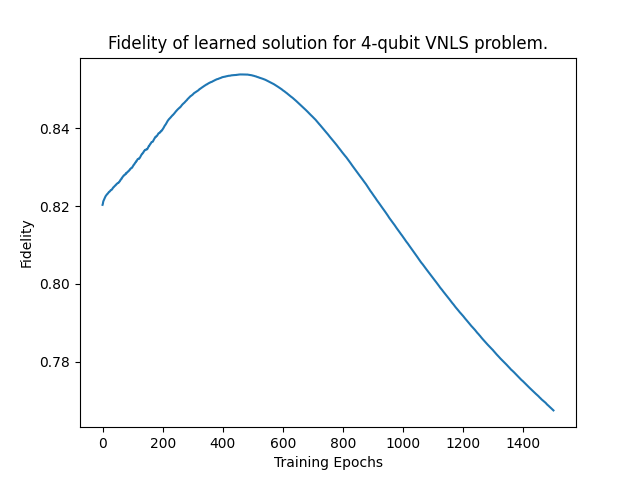 Fidelity of learned solution for 4-qubit VNLS problem.
0.84
0.82
0.80
0.78
Fidelity
0 200 400 600 800 1000 1200 1400
Training Epochs